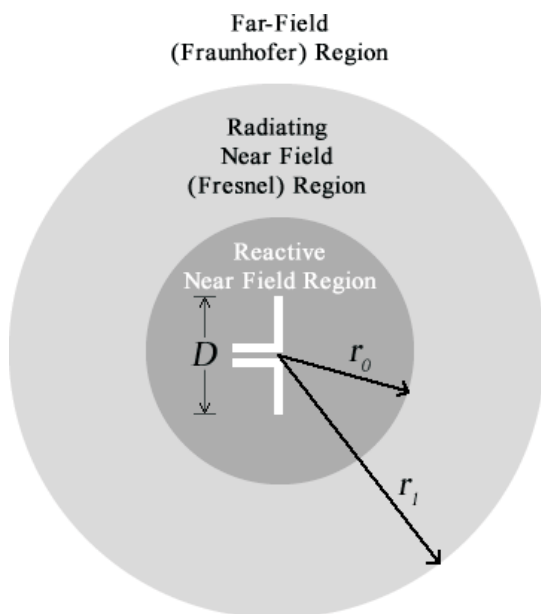 Far-Field
(Fraunhofer) Region
Radiating
Near Field
(Fresnel) Region
Reactive
Near Field Region
D
r₀
r₁